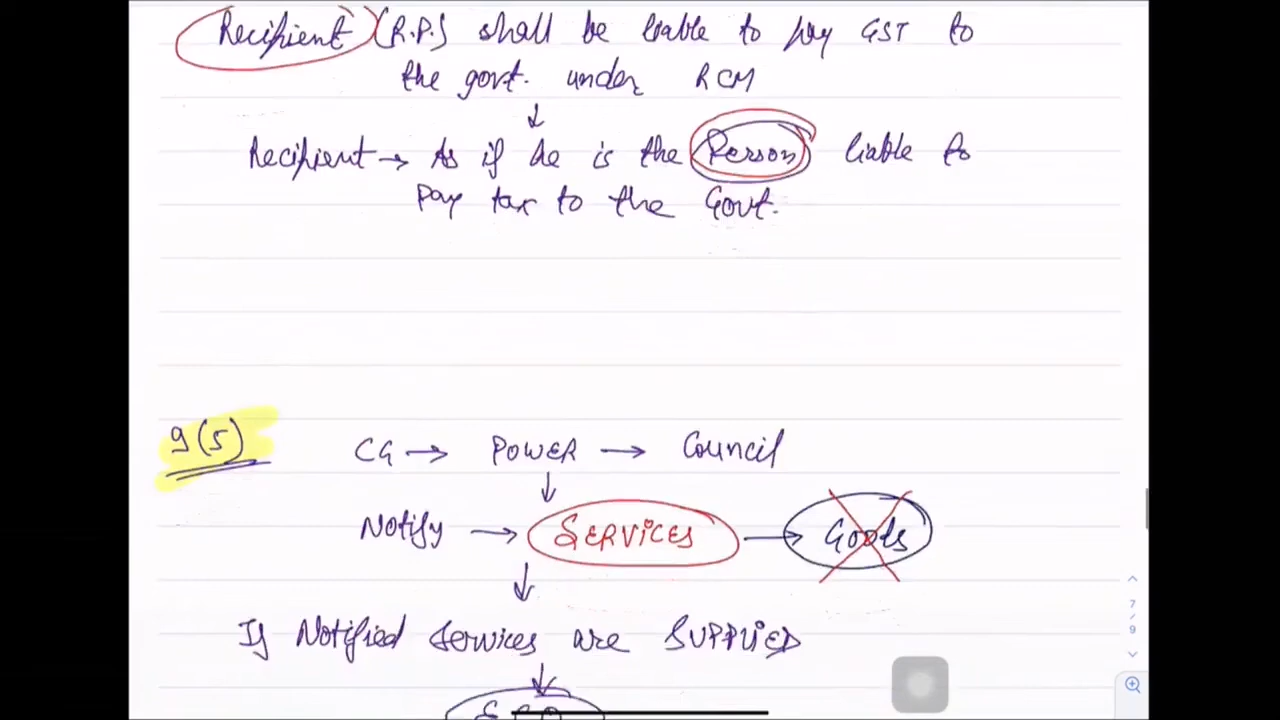 Recipient (R.P.) shall be liable to pay GST to
the govt. under RCM
↓
Recipient → As if he is the Person liable to
Pay tax to the Govt.
9(5) CG → POWER → Council
↓
Notify → SERVICES → Goods
↓
If Notified Services are SUPPLIED
↓
7
9